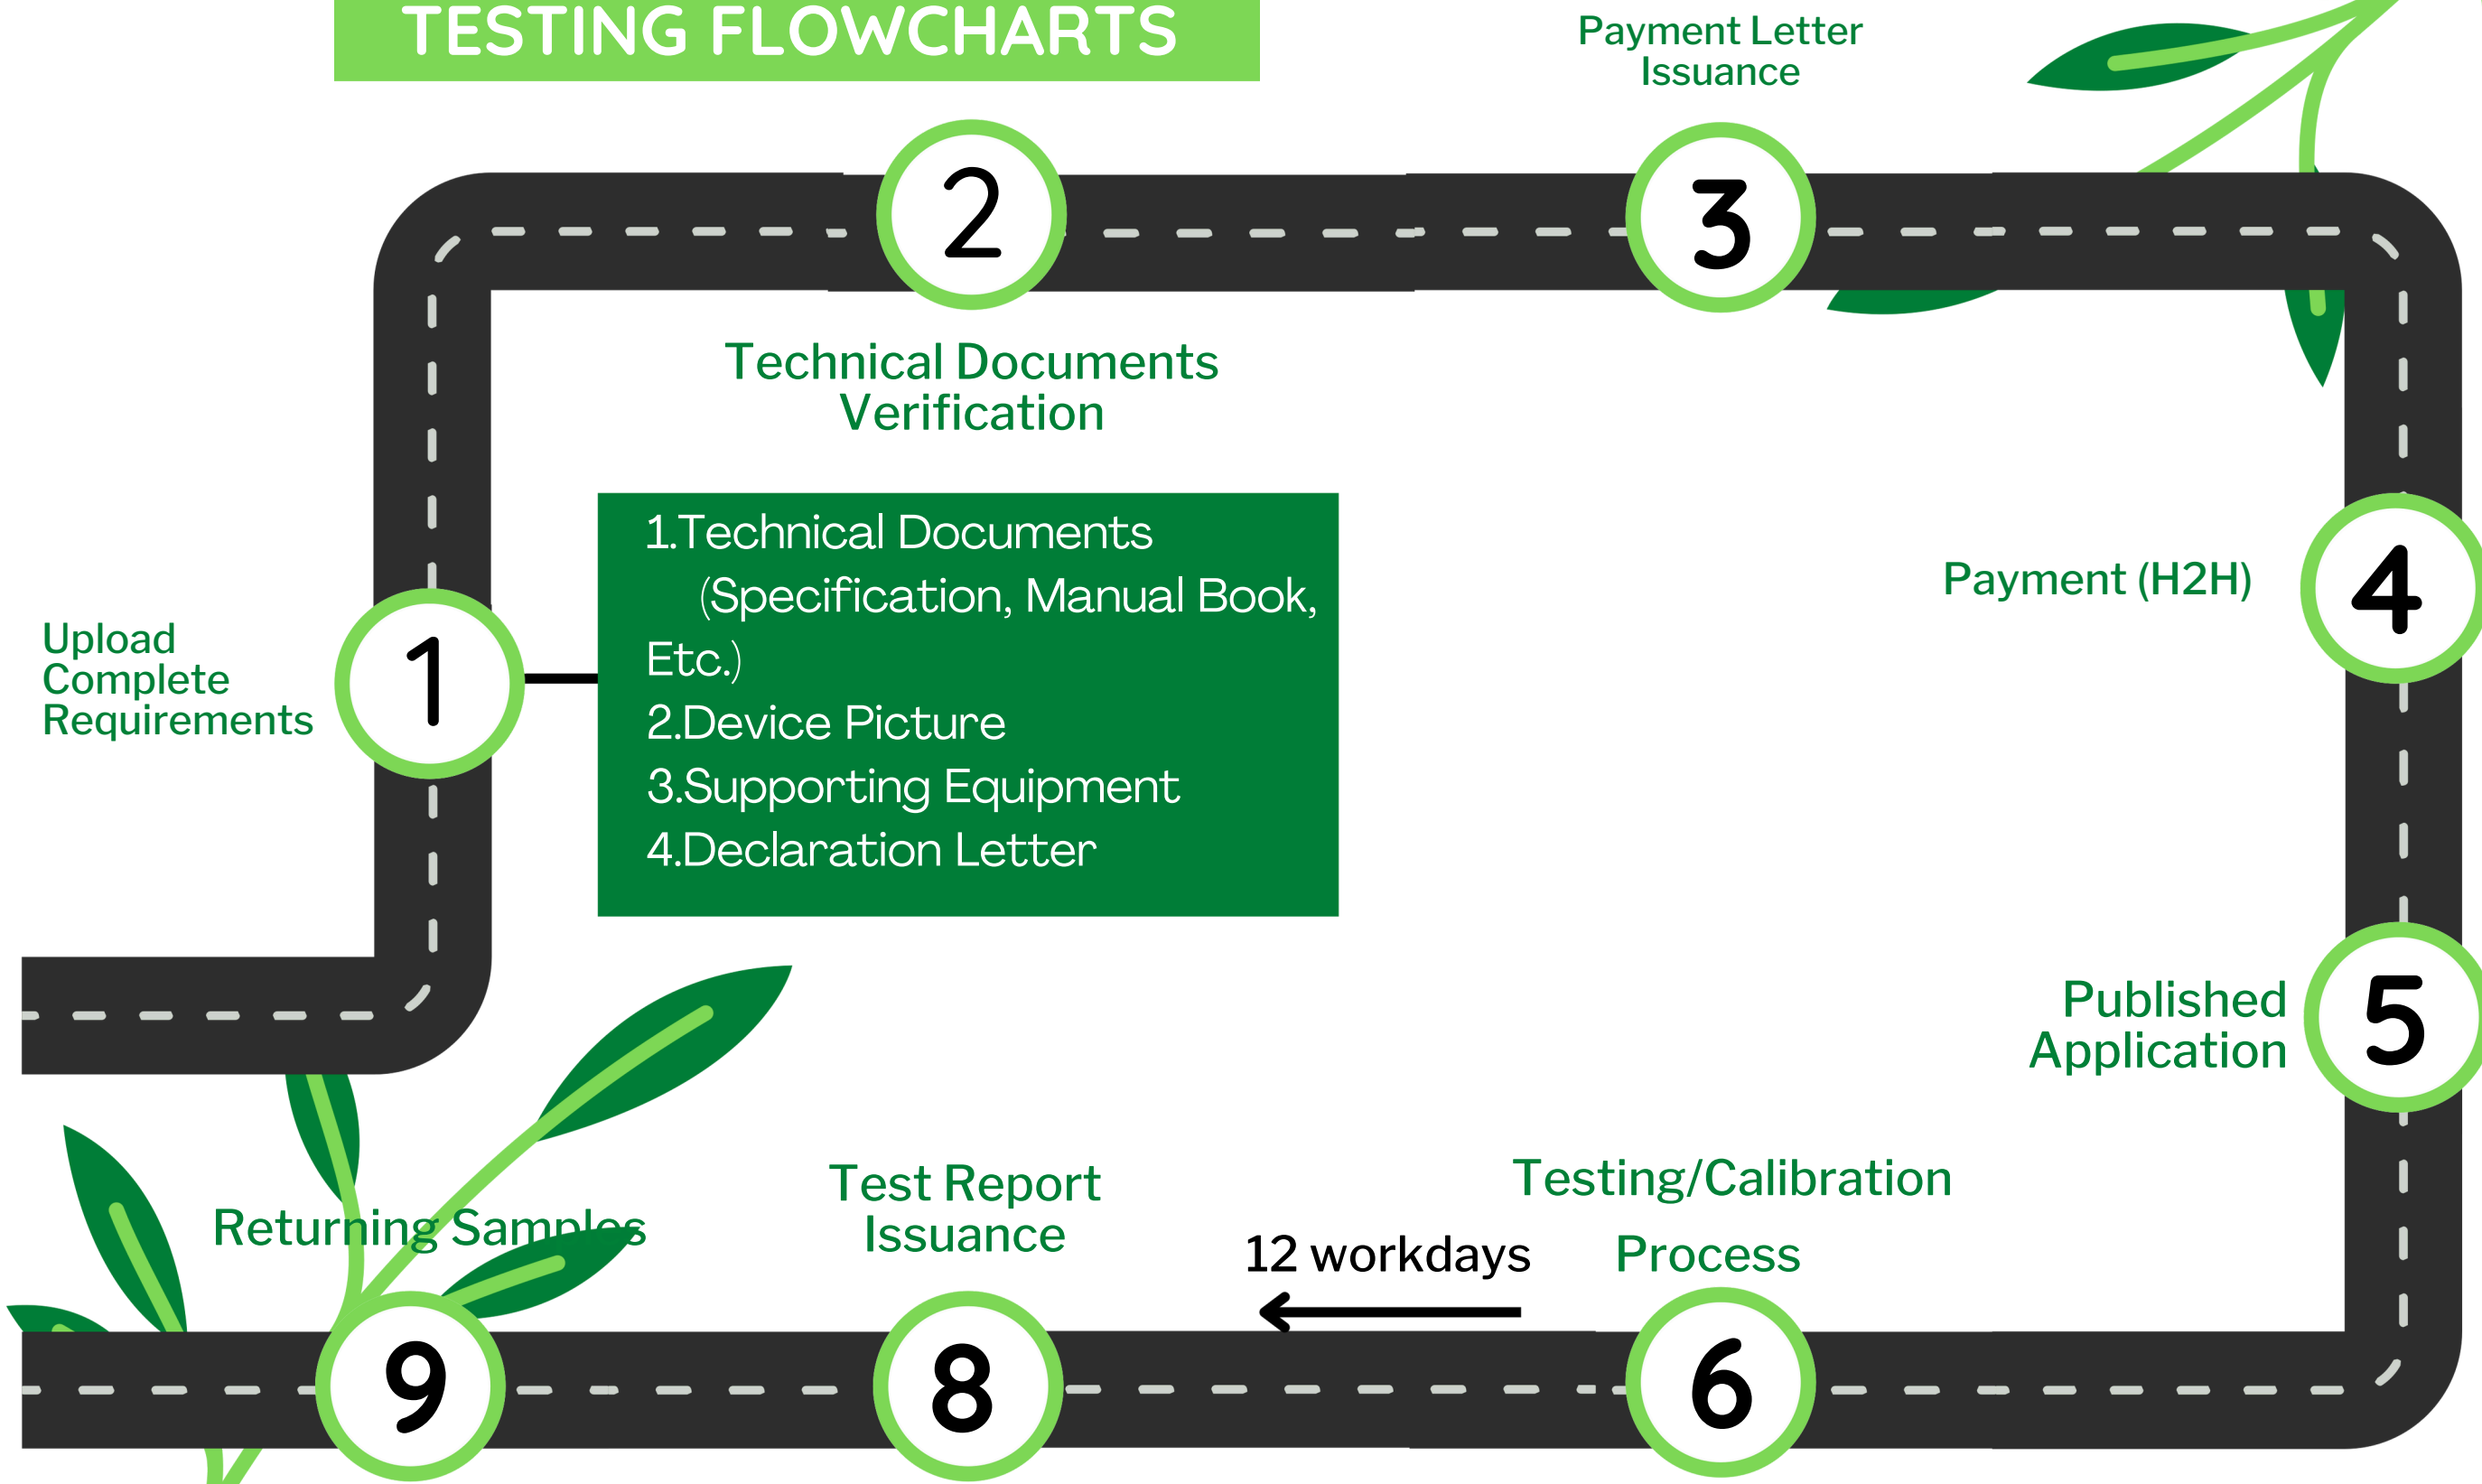 TESTING FLOWCHARTS
Payment Letter
Issuance
2
3
Technical Documents
Verification
1.Technical Documents
(Specification, Manual Book,
Etc.)
2.Device Picture
3.Supporting Equipment
4.Declaration Letter
Upload
Complete
Requirements
1
Payment (H2H)
4
Published
Application
5
Testing/Calibration
Process
12 workdays
6
Test Report
Issuance
8
Returning Samples
9